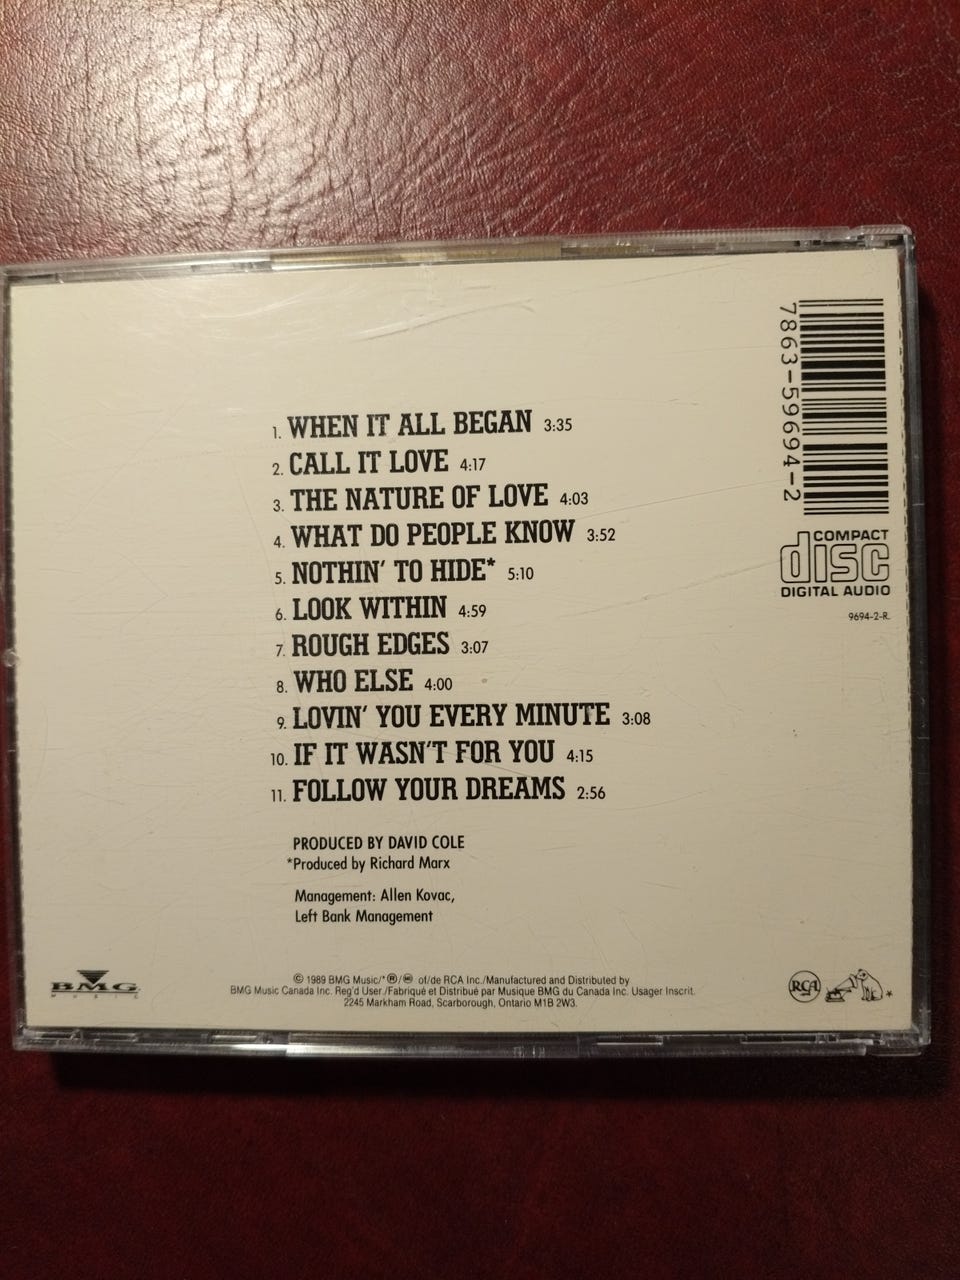 1. WHEN IT ALL BEGAN 3:35
2. CALL IT LOVE 4:17
3. THE NATURE OF LOVE 4:03
4. WHAT DO PEOPLE KNOW 3:52
5. NOTHIN' TO HIDE* 5:10
6. LOOK WITHIN 4:59
7. ROUGH EDGES 3:07
8. WHO ELSE 4:00
9. LOVIN' YOU EVERY MINUTE 3:08
10. IF IT WASN'T FOR YOU 4:15
11. FOLLOW YOUR DREAMS 2:56
PRODUCED BY DAVID COLE
*Produced by Richard Marx
Management: Allen Kovac,
Left Bank Management
7863-59694-2
COMPACT
disc
DIGITAL AUDIO
9694-2-R
BMG
MUSIC
© 1989 BMG Music/*®/ of/de RCA Inc./Manufactured and Distributed by
BMG Music Canada Inc. Reg'd User./Fabriqué et Distribué par Musique BMG du Canada Inc. Usager Inscrit.
2245 Markham Road, Scarborough, Ontario M1B 2W3.
RCA
*